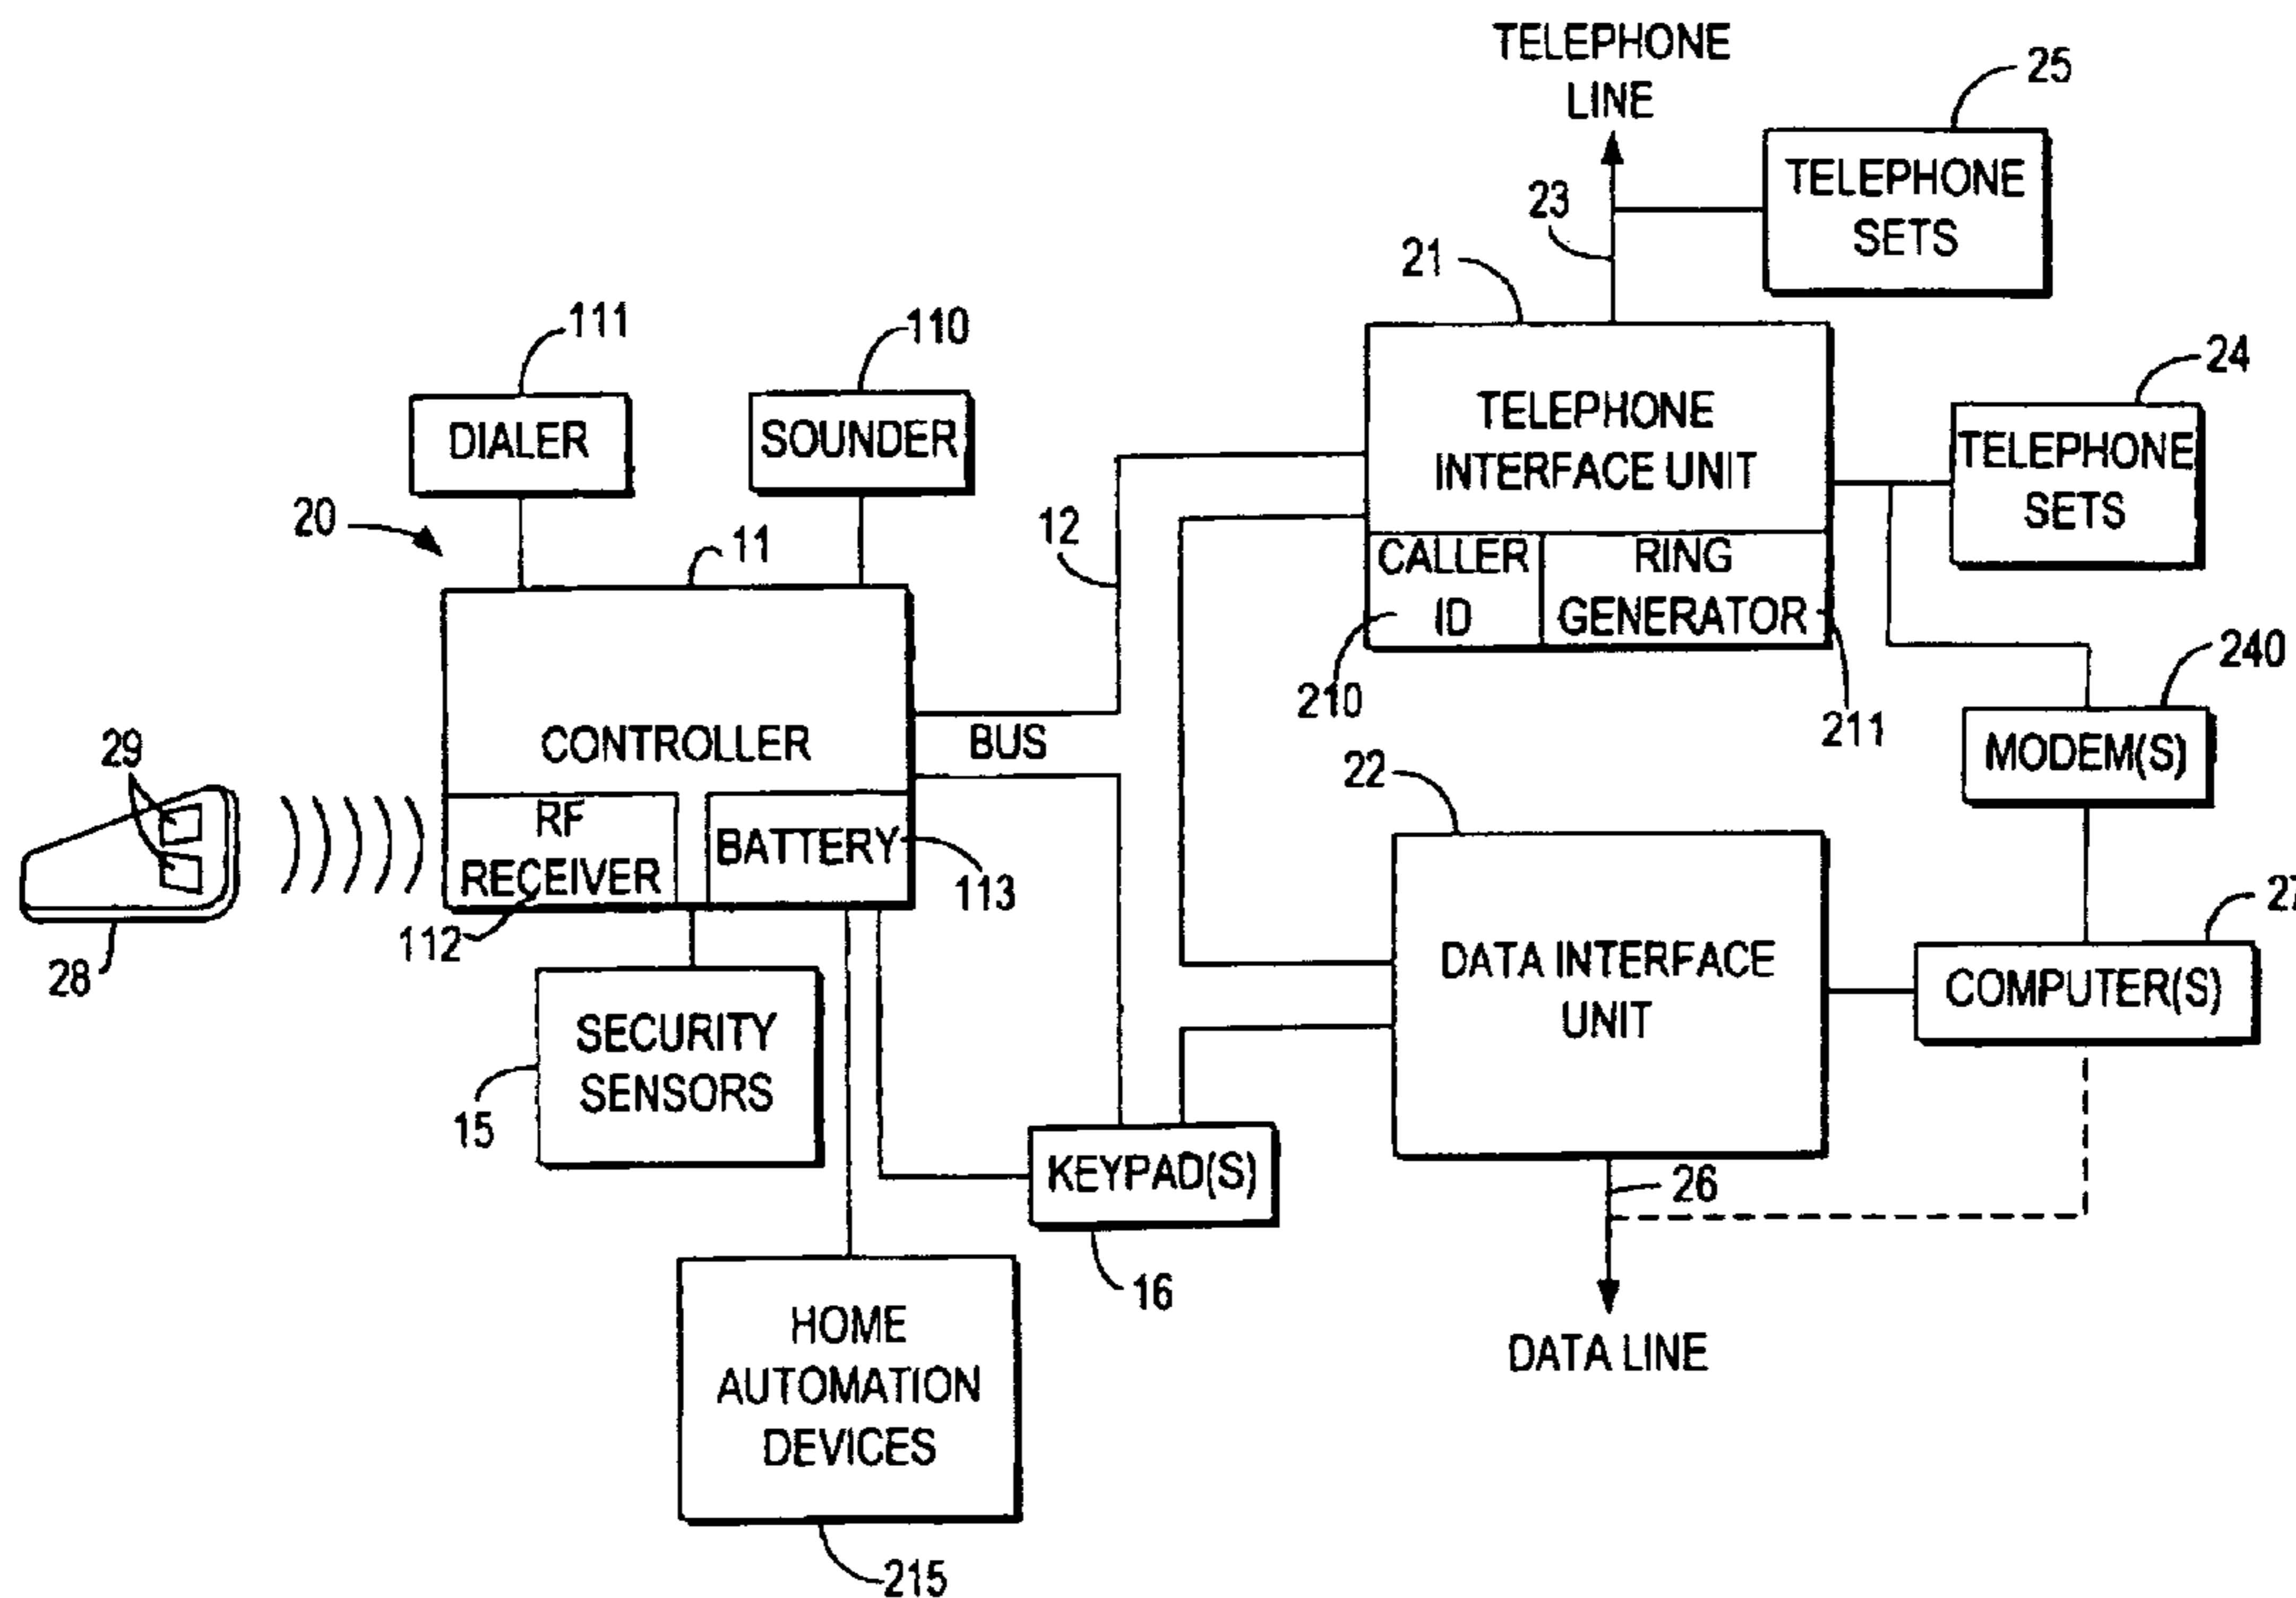 TELEPHONE
LINE
25
TELEPHONE
SETS
23
21
111
110
24
DIALER
SOUNDER
TELEPHONE
INTERFACE UNIT
TELEPHONE
SETS
20
11
12
CALLER
ID
RING
GENERATOR
210
211
240
CONTROLLER
BUS
MODEM(S)
29
22
RF
RECEIVER
BATTERY
113
112
28
27
DATA INTERFACE
UNIT
COMPUTER(S)
SECURITY
SENSORS
15
KEYPAD(S)
26
16
HOME
AUTOMATION
DEVICES
DATA LINE
215